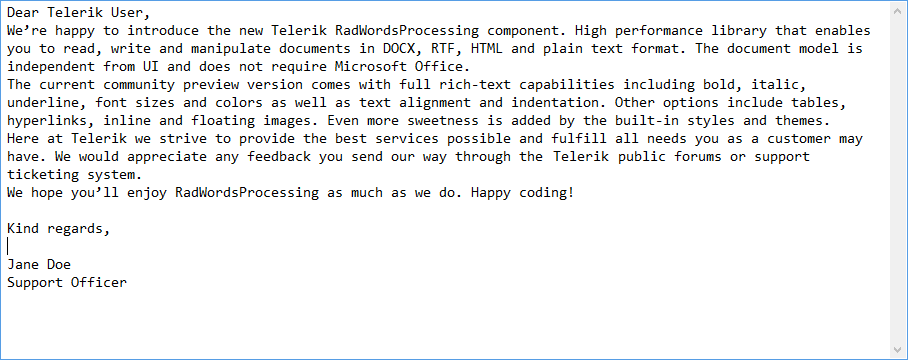 Dear Telerik User,
We’re happy to introduce the new Telerik RadWordsProcessing component. High performance library that enables
you to read, write and manipulate documents in DOCX, RTF, HTML and plain text format. The document model is
independent from UI and does not require Microsoft Office.
The current community preview version comes with full rich-text capabilities including bold, italic,
underline, font sizes and colors as well as text alignment and indentation. Other options include tables,
hyperlinks, inline and floating images. Even more sweetness is added by the built-in styles and themes.
Here at Telerik we strive to provide the best services possible and fulfill all needs you as a customer may
have. We would appreciate any feedback you send our way through the Telerik public forums or support
ticketing system.
We hope you’ll enjoy RadWordsProcessing as much as we do. Happy coding!
Kind regards,
Jane Doe
Support Officer